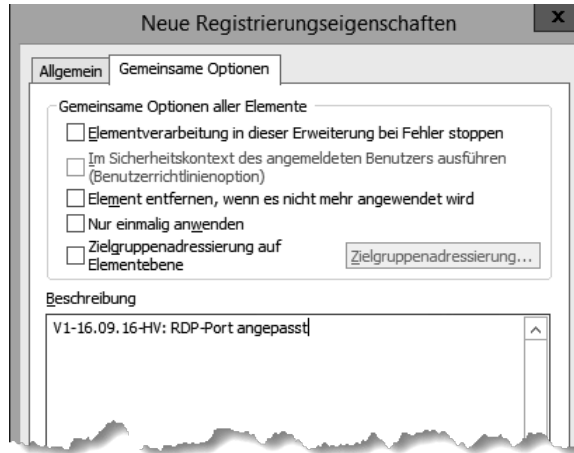 Neue Registrierungseigenschaften
x
Allgemein Gemeinsame Optionen
Gemeinsame Optionen aller Elemente
Elementverarbeitung in dieser Erweiterung bei Fehler stoppen
Im Sicherheitskontext des angemeldeten Benutzers ausführen
(Benutzerrichtlinienoption)
Element entfernen, wenn es nicht mehr angewendet wird
Nur einmalig anwenden
Zielgruppenadressierung auf
Elementebene
Zielgruppenadressierung...
Beschreibung
V1-16.09.16-HV: RDP-Port angepasst